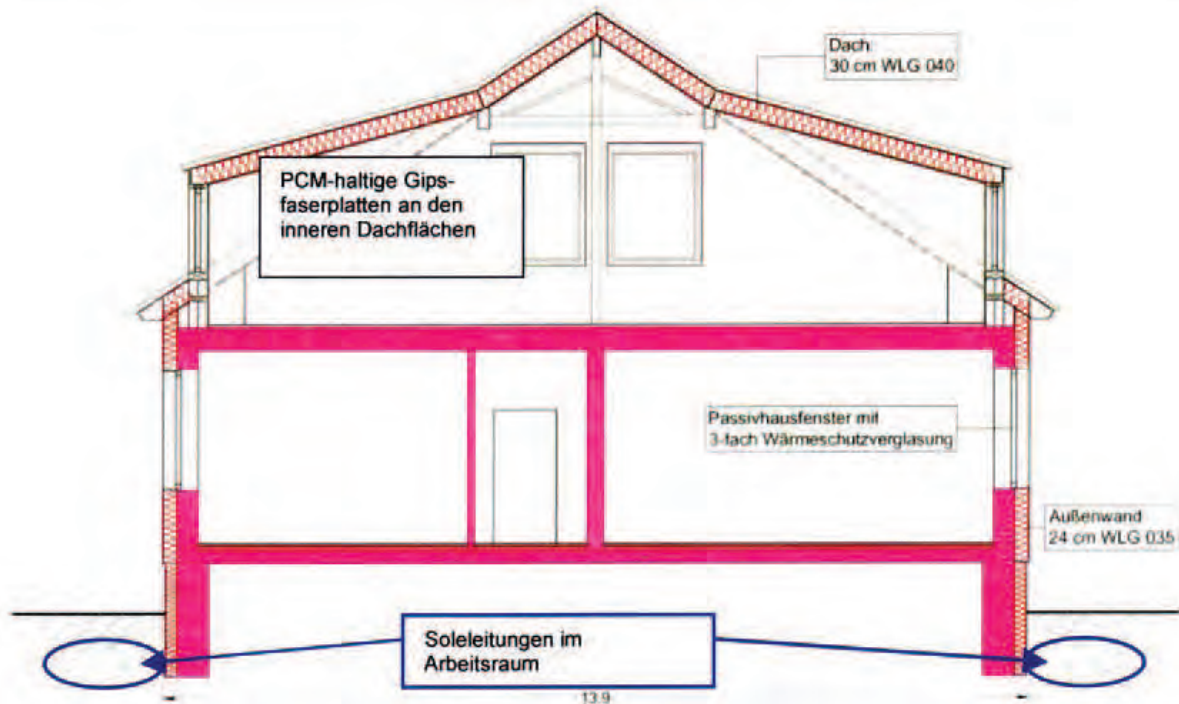 Dach:
30 cm WLG 040
PCM-haltige Gips-
faserplatten an den
inneren Dachflächen
Passivhausfenster mit
3-fach Wärmeschutzverglasung
Außenwand
24 cm WLG 035
Soleleitungen im
Arbeitsraum
13.9